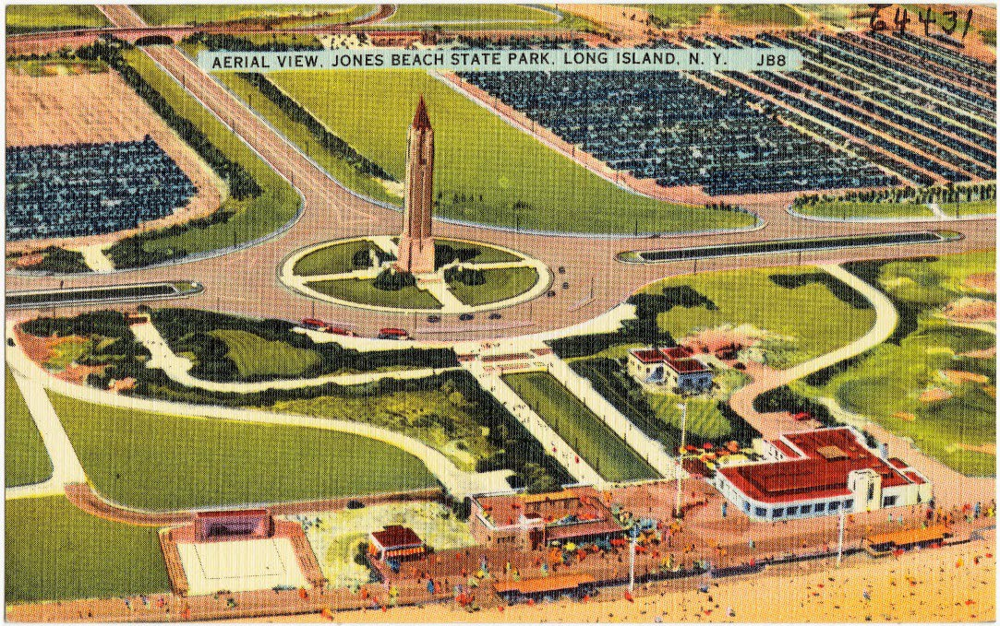 64431
AERIAL VIEW, JONES BEACH STATE PARK, LONG ISLAND, N. Y. JB8